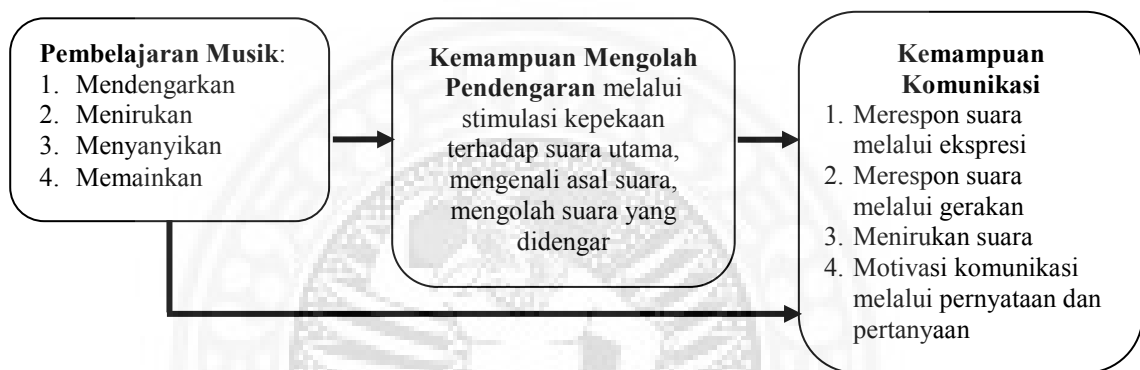 Pembelajaran Musik:
1. Mendengarkan
2. Menirukan
3. Menyanyikan
4. Memainkan
Kemampuan Mengolah
Pendengaran melalui
stimulasi kepekaan
terhadap suara utama,
mengenali asal suara,
mengolah suara yang
didengar
Kemampuan
Komunikasi
1. Merespon suara
melalui ekspresi
2. Merespon suara
melalui gerakan
3. Menirukan suara
4. Motivasi komunikasi
melalui pernyataan dan
pertanyaan